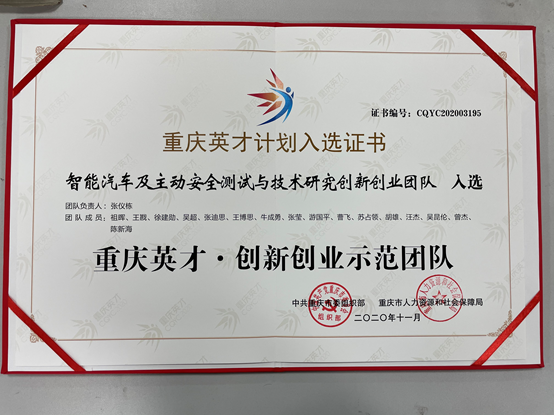 证书编号：CQYC202003195
重庆英才计划入选证书
智能汽车及主动安全测试与技术研究创新创业团队 入选
团队负责人：张仪栋
团队成员：祖晖、王戡、徐建勋、吴超、张迪思、王博思、牛成勇、张莹、游国平、曹飞、苏占领、胡雄、汪杰、吴昆伦、曾杰、
陈新海
重庆英才·创新创业示范团队
中共重庆市委组织部 重庆市人力资源和社会保障局
组织部
二〇二〇年十一月